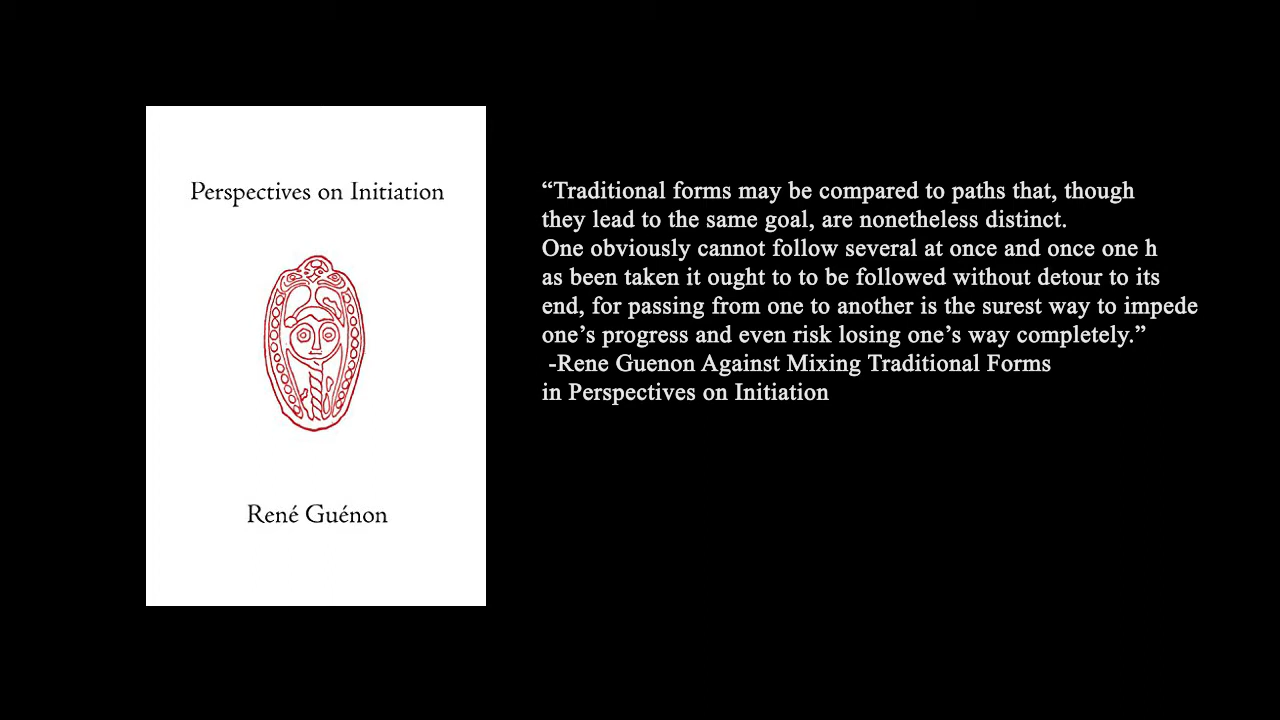 Perspectives on Initiation
René Guénon
“Traditional forms may be compared to paths that, though
they lead to the same goal, are nonetheless distinct.
One obviously cannot follow several at once and once one h
as been taken it ought to to be followed without detour to its
end, for passing from one to another is the surest way to impede
one’s progress and even risk losing one’s way completely.”
-Rene Guenon Against Mixing Traditional Forms
in Perspectives on Initiation